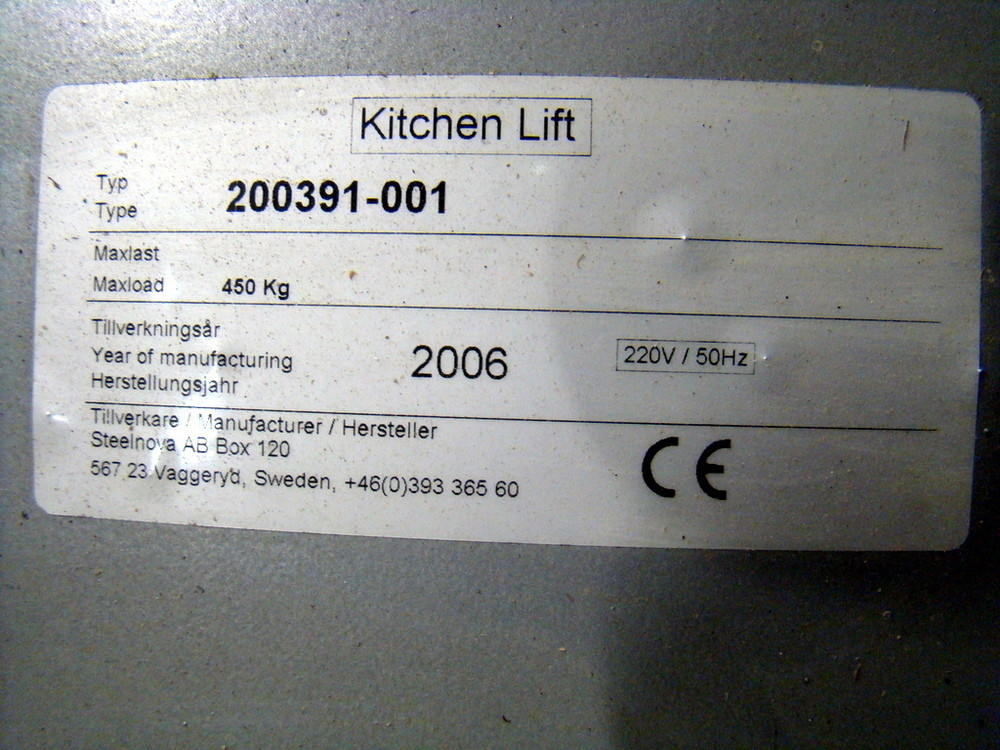 Kitchen Lift
Typ
Type 200391-001
Maxlast
Maxload 450 Kg
Tillverkningsår
Year of manufacturing 2006 220V / 50Hz
Herstellungsjahr
Tillverkare / Manufacturer / Hersteller
Steelnova AB Box 120
567 23 Vaggeryd, Sweden, +46(0)393 365 60
CE